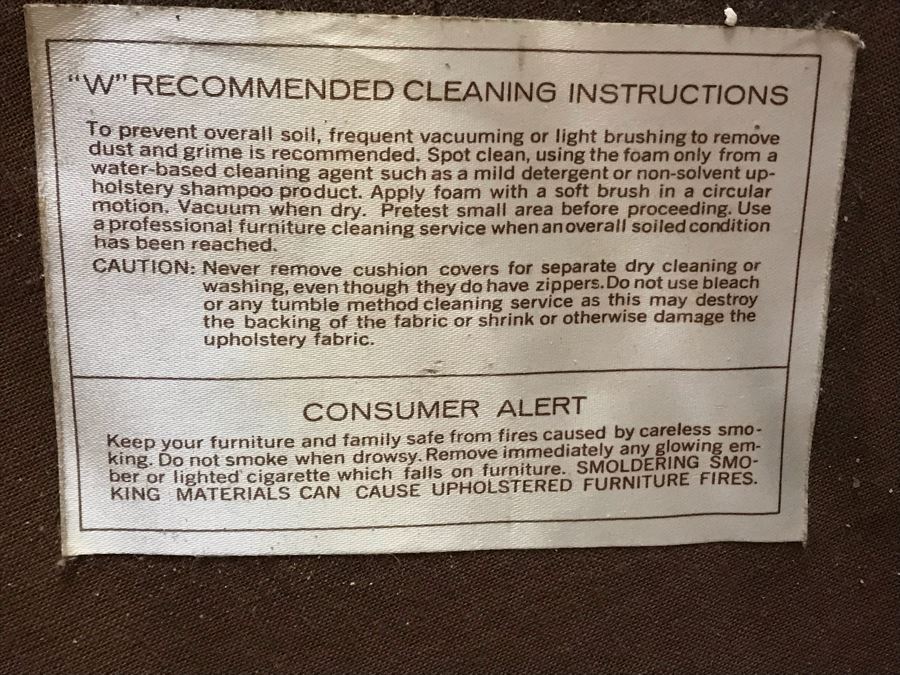 “W” RECOMMENDED CLEANING INSTRUCTIONS
To prevent overall soil, frequent vacuuming or light brushing to remove
dust and grime is recommended. Spot clean, using the foam only from a
water-based cleaning agent such as a mild detergent or non-solvent up-
holstery shampoo product. Apply foam with a soft brush in a circular
motion. Vacuum when dry. Pretest small area before proceeding. Use
a professional furniture cleaning service when an overall soiled condition
has been reached.
CAUTION: Never remove cushion covers for separate dry cleaning or
washing, even though they do have zippers. Do not use bleach
or any tumble method cleaning service as this may destroy
the backing of the fabric or shrink or otherwise damage the
upholstery fabric.
CONSUMER ALERT
Keep your furniture and family safe from fires caused by careless smo-
king. Do not smoke when drowsy. Remove immediately any glowing em-
ber or lighted cigarette which falls on furniture. SMOLDERING SMO-
KING MATERIALS CAN CAUSE UPHOLSTERED FURNITURE FIRES.